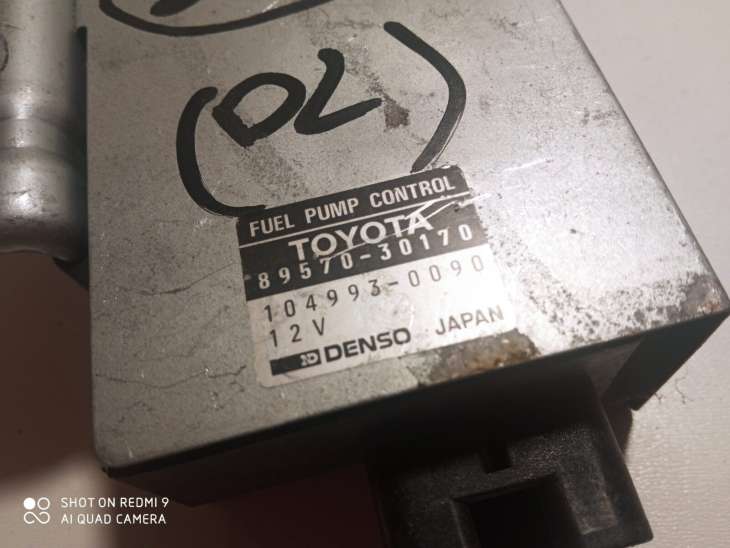 (DL)
FUEL PUMP CONTROL
TOYOTA
89570-30170
104993-0090
12V
DENSO JAPAN
SHOT ON REDMI 9
AI QUAD CAMERA